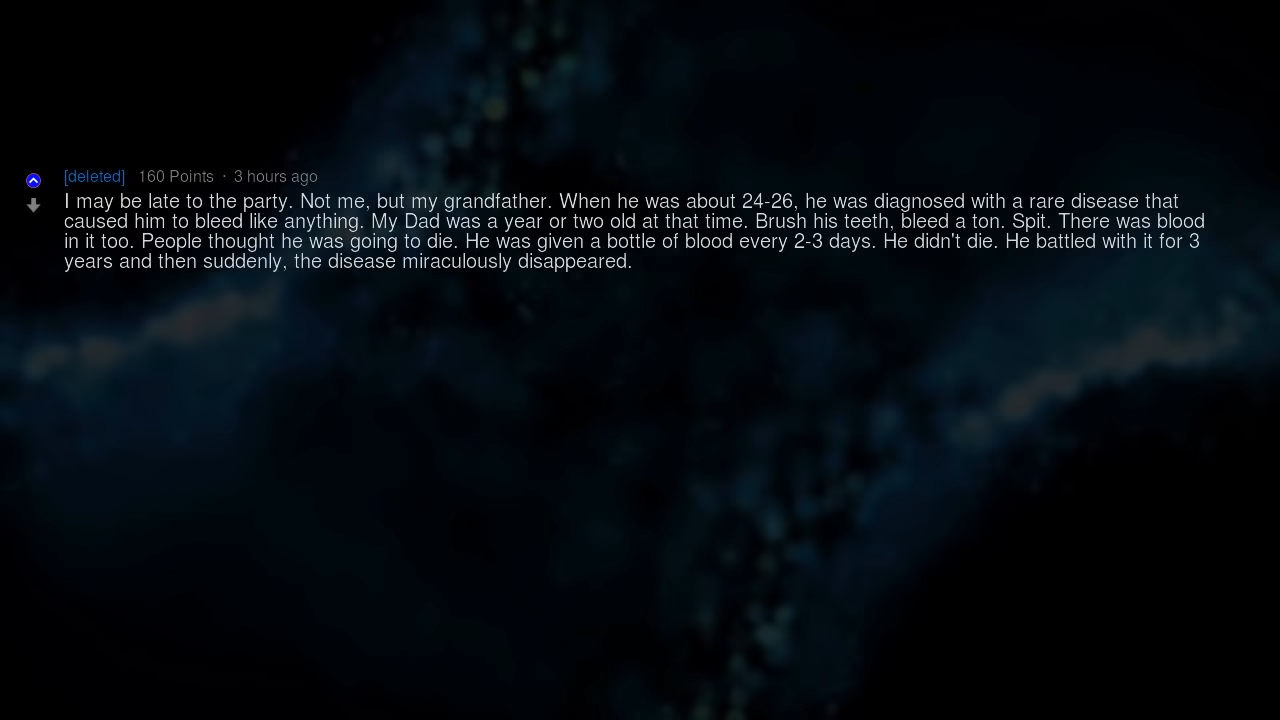 [deleted] 160 Points · 3 hours ago
I may be late to the party. Not me, but my grandfather. When he was about 24-26, he was diagnosed with a rare disease that
caused him to bleed like anything. My Dad was a year or two old at that time. Brush his teeth, bleed a ton. Spit. There was blood
in it too. People thought he was going to die. He was given a bottle of blood every 2-3 days. He didn't die. He battled with it for 3
years and then suddenly, the disease miraculously disappeared.